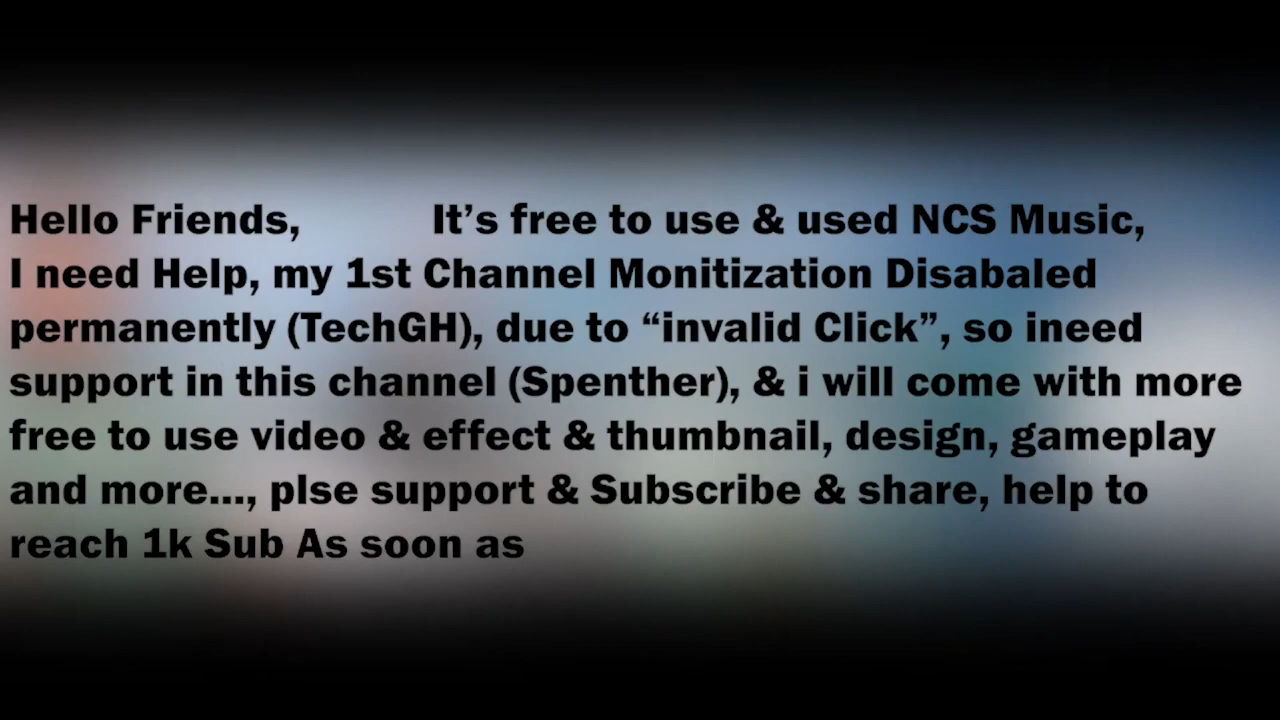 Hello Friends, It’s free to use & used NCS Music,
I need Help, my 1st Channel Monitization Disabaled
permanently (TechGH), due to “invalid Click”, so ineed
support in this channel (Spenther), & i will come with more
free to use video & effect & thumbnail, design, gameplay
and more..., plse support & Subscribe & share, help to
reach 1k Sub As soon as